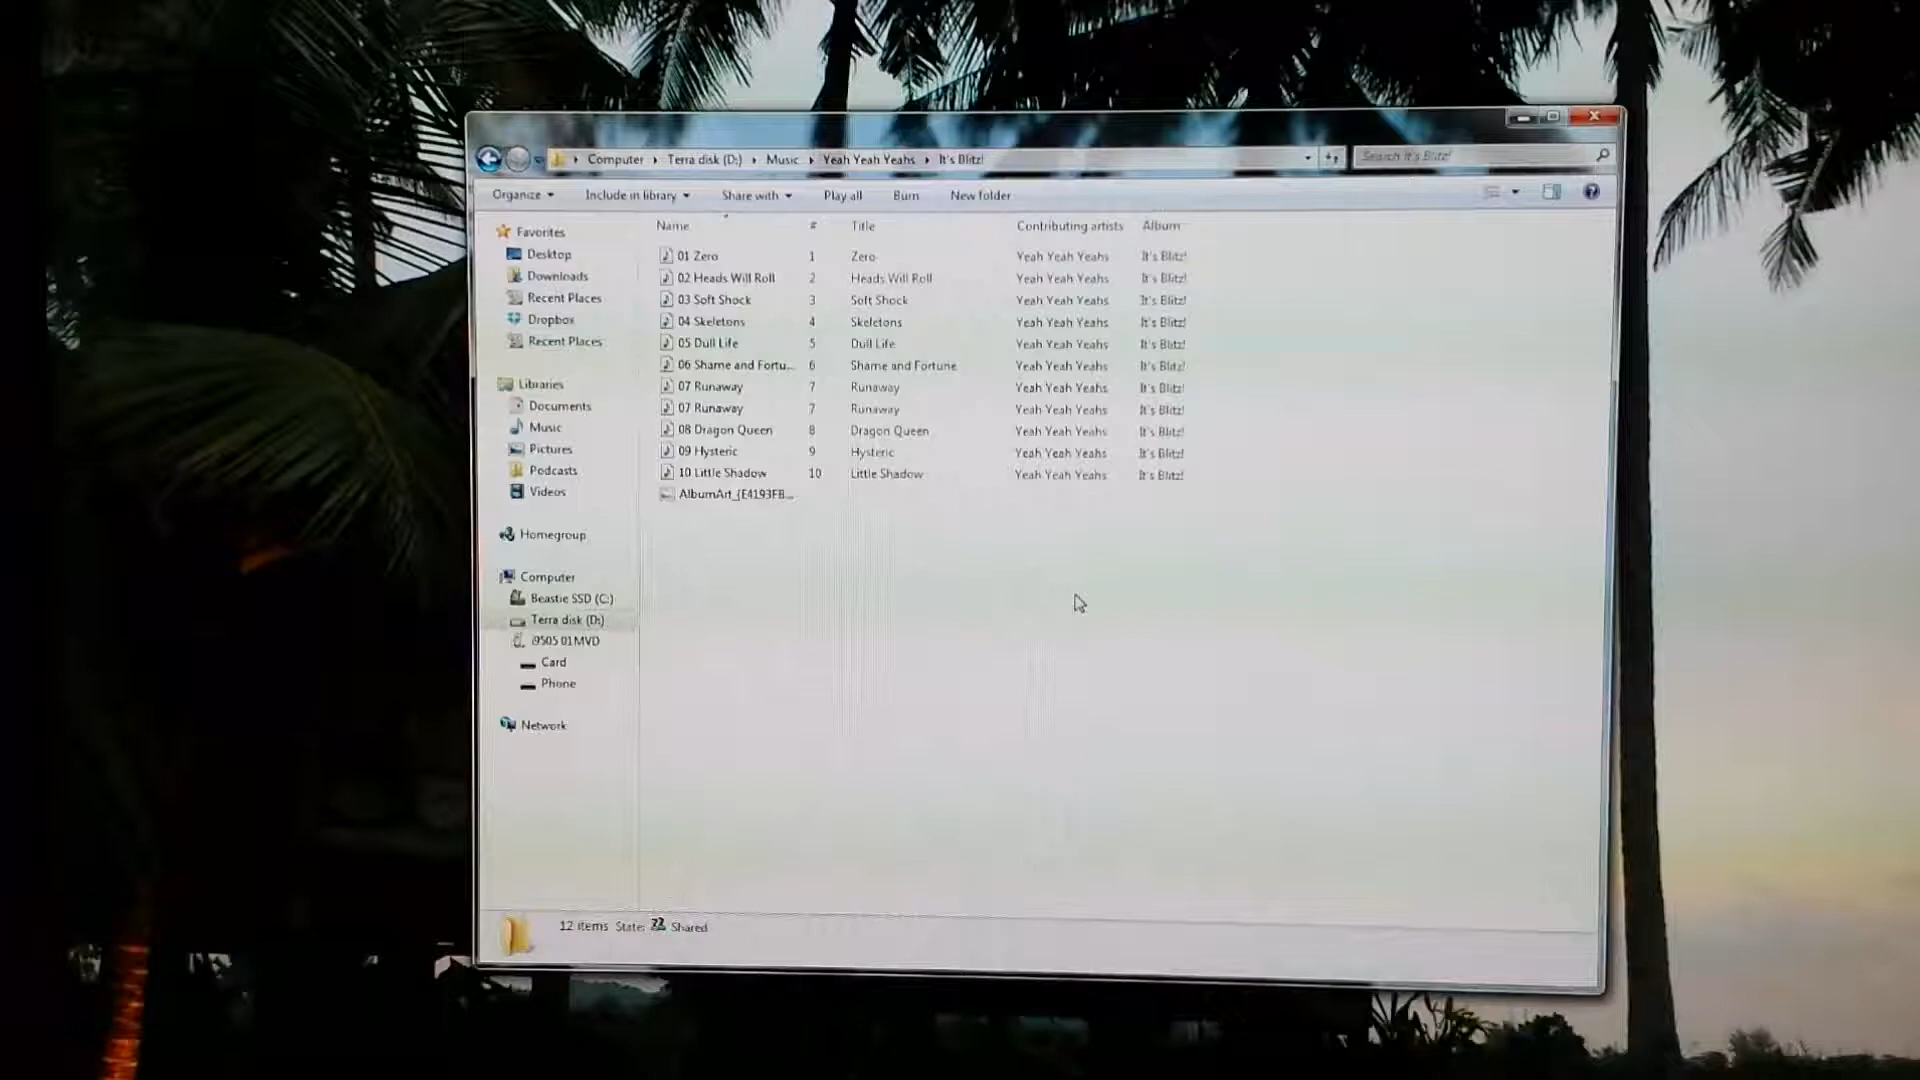 Computer Terra disk (D:) Music Yeah Yeah Yeahs It's Blitz! Search It's Blitz!
Organize Include in library Share with Play all Burn New folder
Favorites
Desktop
Downloads
Recent Places
Dropbox
Recent Places
Libraries
Documents
Music
Pictures
Podcasts
Videos
Homegroup
Computer
Beastie SSD (C:)
Terra disk (D:)
i9505 01MVD
Card
Phone
Network
Name # Title Contributing artists Album
01 Zero 1 Zero Yeah Yeah Yeahs It's Blitz!
02 Heads Will Roll 2 Heads Will Roll Yeah Yeah Yeahs It's Blitz!
03 Soft Shock 3 Soft Shock Yeah Yeah Yeahs It's Blitz!
04 Skeletons 4 Skeletons Yeah Yeah Yeahs It's Blitz!
05 Dull Life 5 Dull Life Yeah Yeah Yeahs It's Blitz!
06 Shame and Fortu... 6 Shame and Fortune Yeah Yeah Yeahs It's Blitz!
07 Runaway 7 Runaway Yeah Yeah Yeahs It's Blitz!
07 Runaway 7 Runaway Yeah Yeah Yeahs It's Blitz!
08 Dragon Queen 8 Dragon Queen Yeah Yeah Yeahs It's Blitz!
09 Hysteric 9 Hysteric Yeah Yeah Yeahs It's Blitz!
10 Little Shadow 10 Little Shadow Yeah Yeah Yeahs It's Blitz!
AlbumArt_{E4193FB...
12 items State: Shared